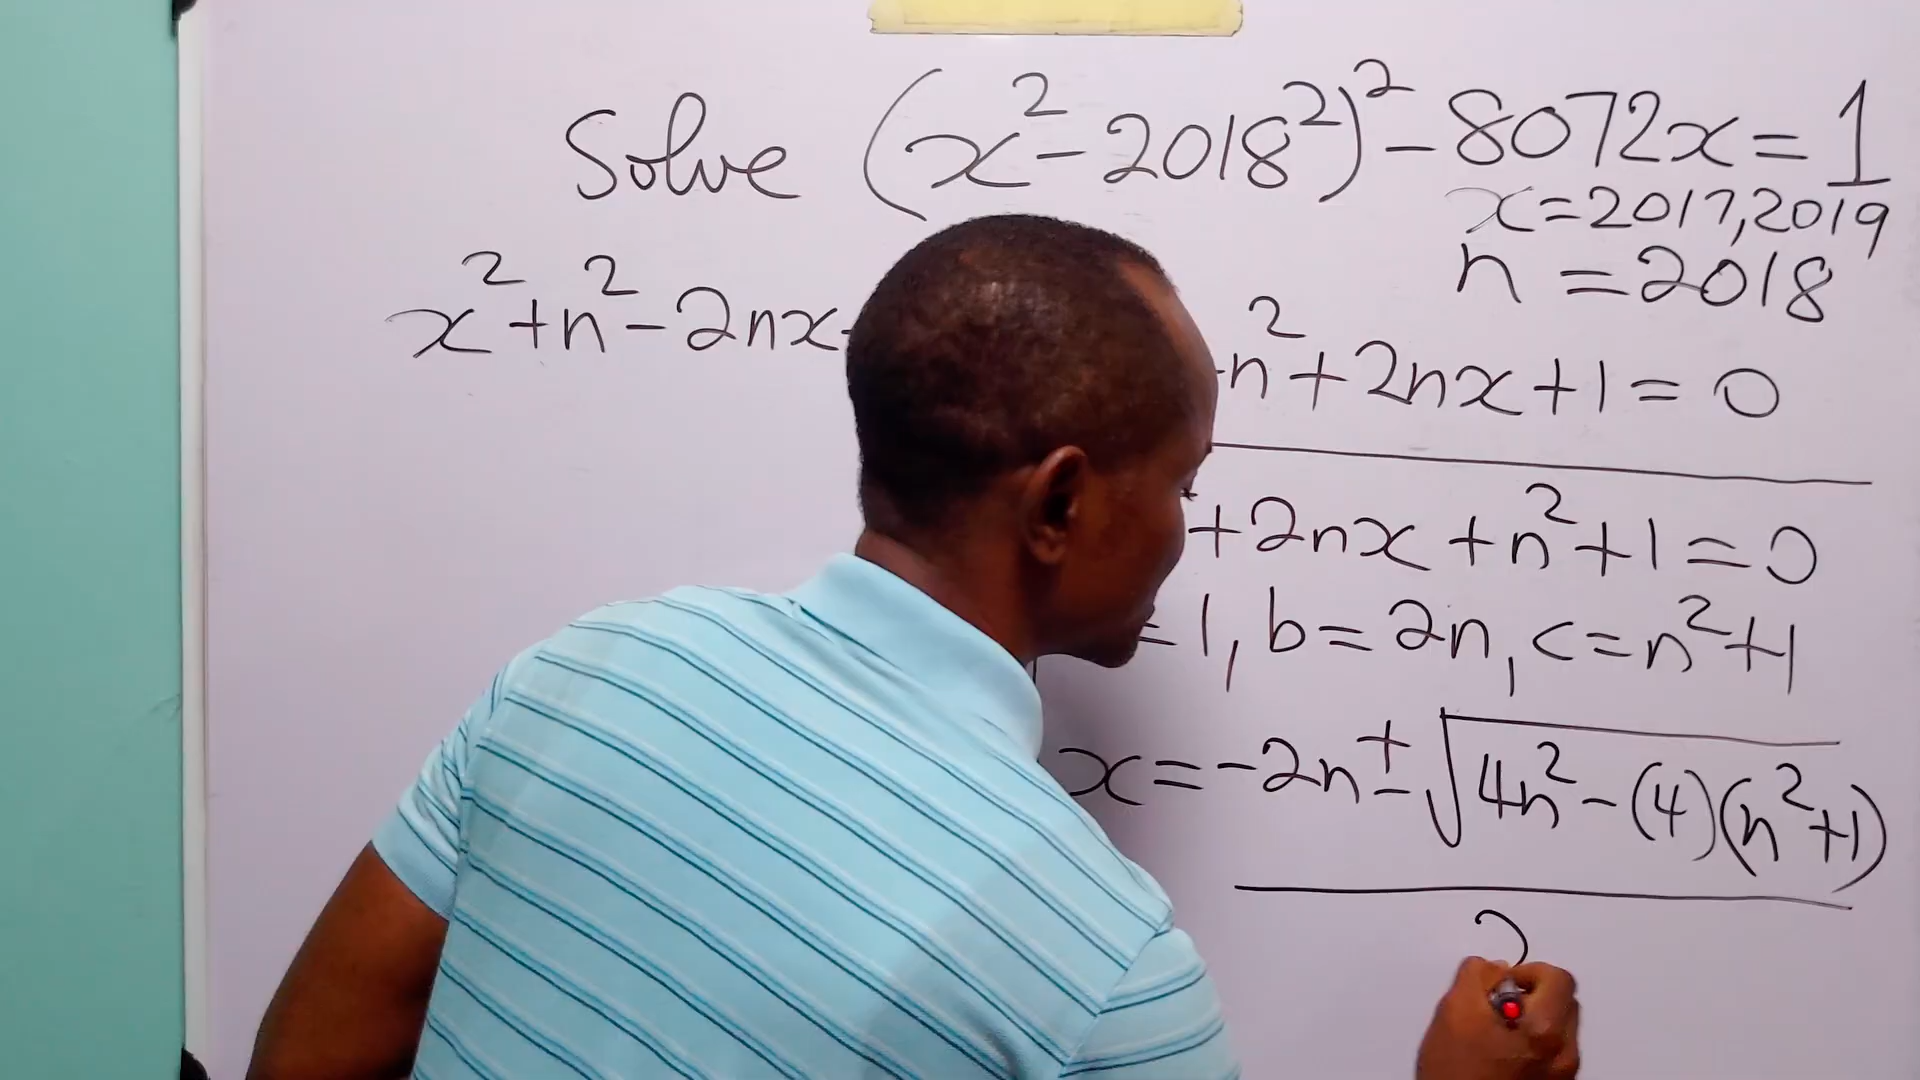 Solve (x² - 2018²)² - 8072x = 1
x = 2017, 2019
n = 2018
x² + n² - 2nx
n² + 2nx + 1 = 0
+ 2nx + n² + 1 = 0
= 1, b = 2n, c = n² + 1
x = -2n ± √4n² - (4)(n² + 1)
2